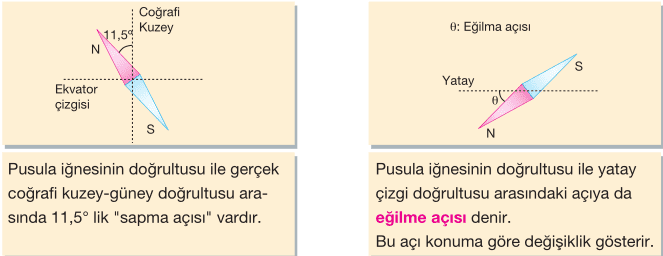 Coğrafi
Kuzey
11,5°
N
Ekvator
çizgisi
S
Pusula iğnesinin doğrultusu ile gerçek
coğrafi kuzey-güney doğrultusu ara-
sında 11,5° lik "sapma açısı" vardır.
θ: Eğilma açısı
S
Yatay
θ
N
Pusula iğnesinin doğrultusu ile yatay
çizgi doğrultusu arasındaki açıya da
eğilme açısı denir.
Bu açı konuma göre değişiklik gösterir.